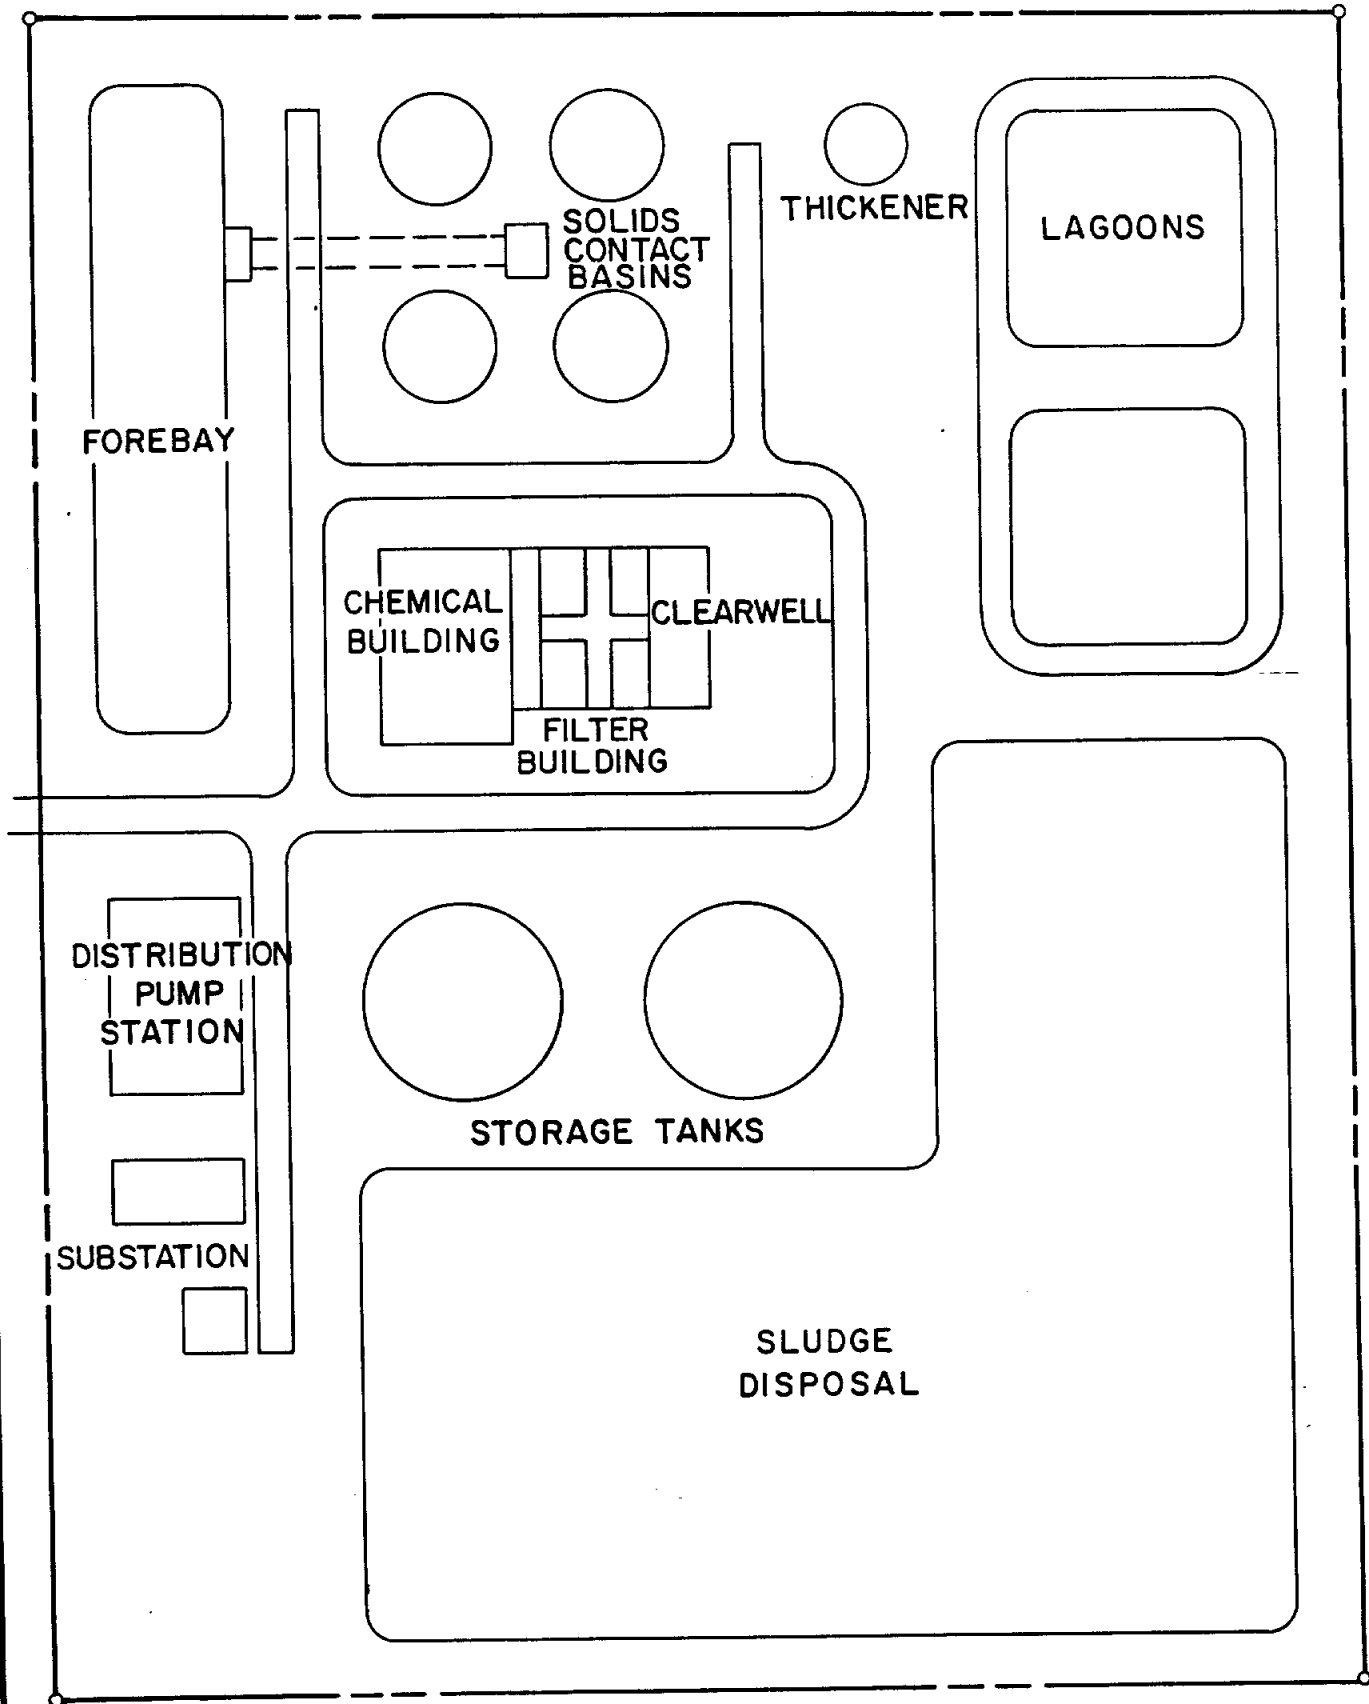 THICKENER
LAGOONS
SOLIDS
CONTACT
BASINS
FOREBAY
CHEMICAL
BUILDING
CLEARWELL
FILTER
BUILDING
DISTRIBUTION
PUMP
STATION
STORAGE TANKS
SUBSTATION
SLUDGE
DISPOSAL